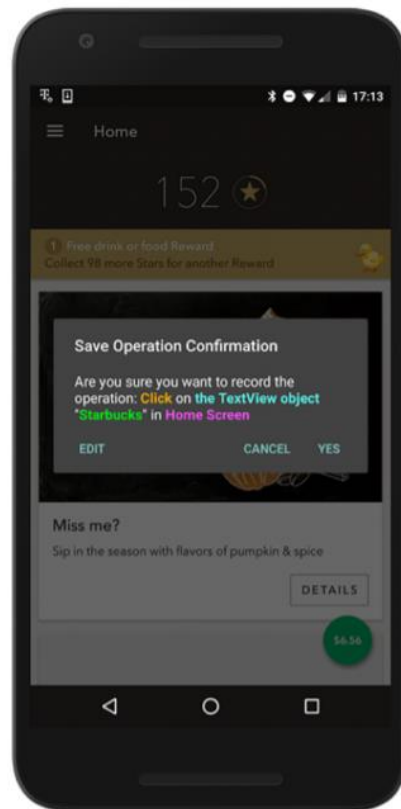 17:13
Home
152
1 Free drink or food Reward
Collect 98 more Stars for another Reward
Save Operation Confirmation
Are you sure you want to record the
operation: Click on the TextView object
"Starbucks" in Home Screen
EDIT CANCEL YES
Miss me?
Sip in the season with flavors of pumpkin & spice
DETAILS
$6.56